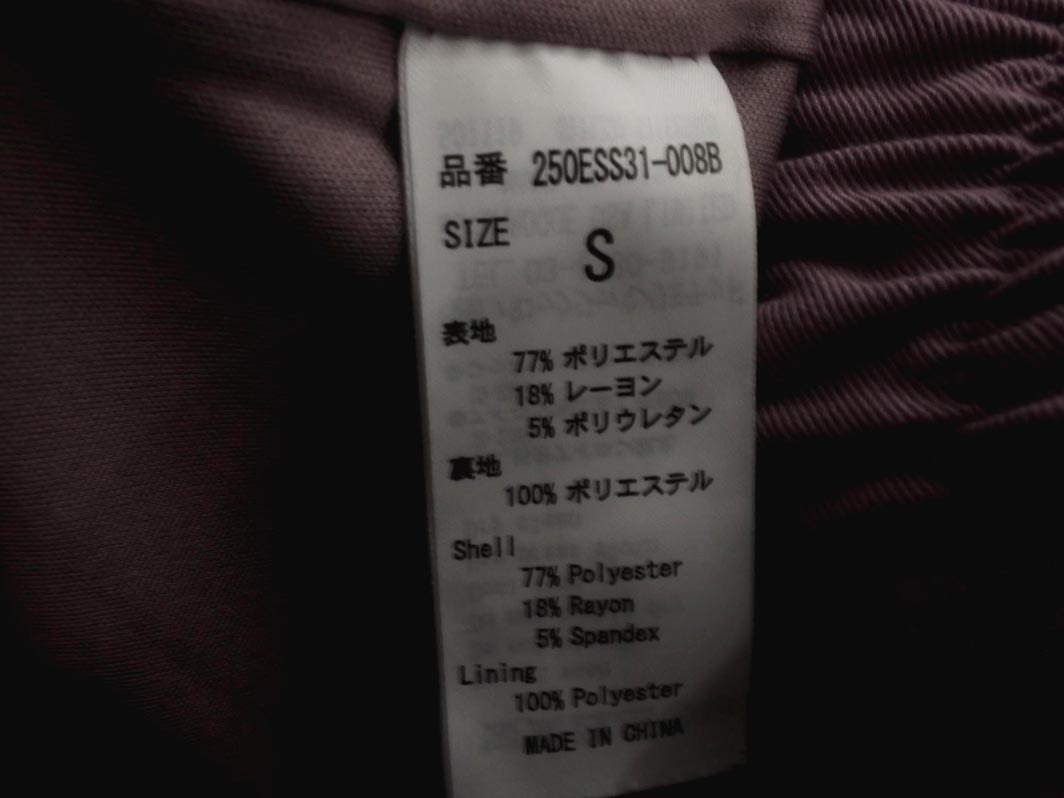 品番 250ESS31-008B
SIZE S
表地
77% ポリエステル
18% レーヨン
5% ポリウレタン
裏地
100% ポリエステル
Shell
77% Polyester
18% Rayon
5% Spandex
Lining
100% Polyester
MADE IN CHINA